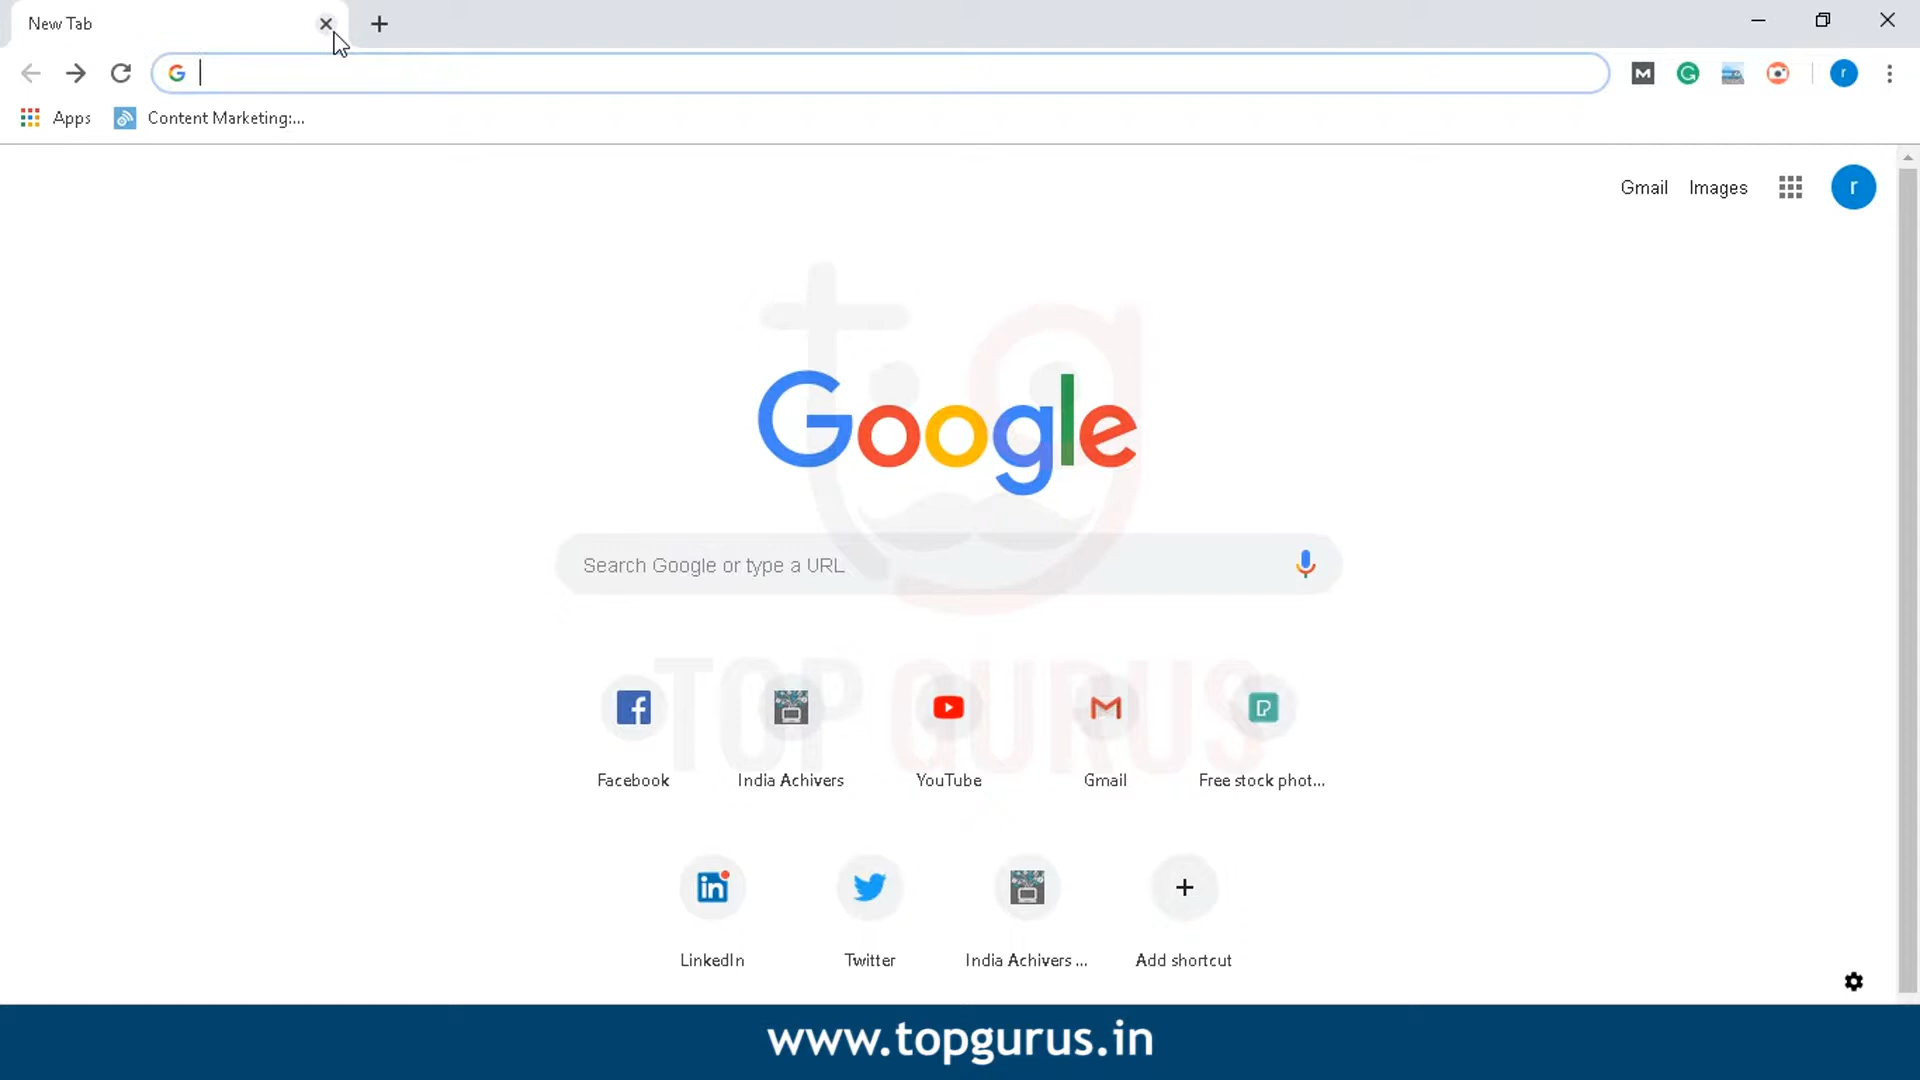 New Tab
Apps
Content Marketing:...
Gmail Images r
Google
Search Google or type a URL
TOP GURUS
Facebook India Achivers YouTube Gmail Free stock phot...
LinkedIn Twitter India Achivers ... Add shortcut
www.topgurus.in